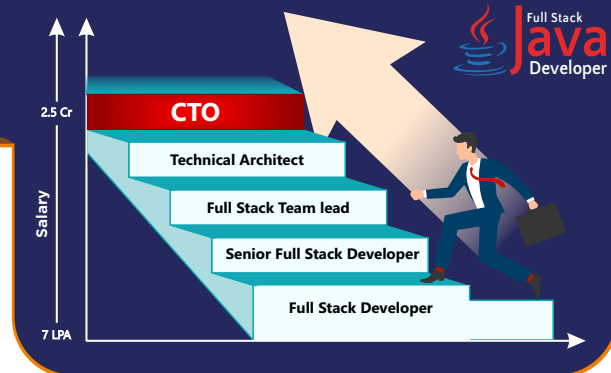 Full Stack
Java
Developer
2.5 Cr
CTO
Technical Architect
Full Stack Team lead
Salary
Senior Full Stack Developer
Full Stack Developer
7 LPA